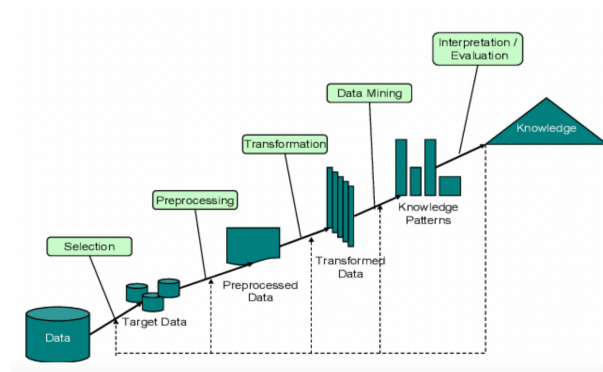 Interpretation /
Evaluation
Data Mining
Knowledge
Transformation
Knowledge
Patterns
Preprocessing
Transformed
Data
Selection
Preprocessed
Data
Target Data
Data